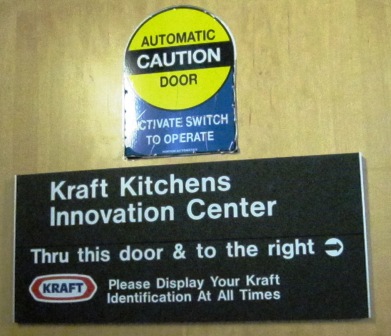 AUTOMATIC
CAUTION
DOOR
CTIVATE SWITCH
TO OPERATE
Kraft Kitchens
Innovation Center
Thru this door & to the right
KRAFT
Please Display Your Kraft
Identification At All Times